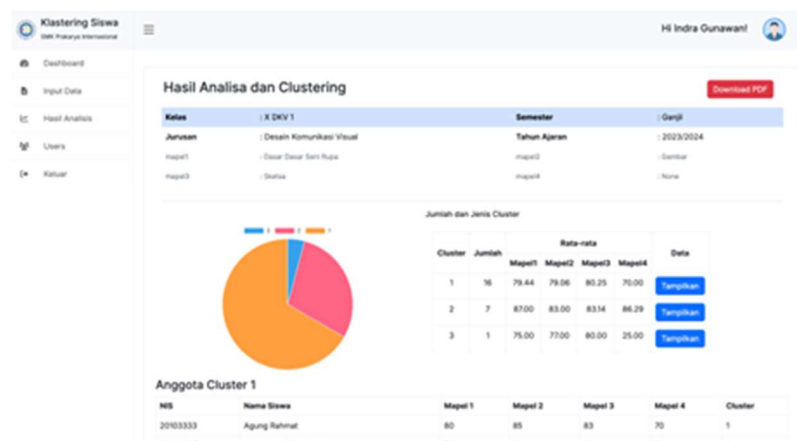 Klastering Siswa
SMK Prakarya Internasional
Hi Indra Gunawan!
Dashboard
Input Data
Hasil Analisis
Users
Keluar
Hasil Analisa dan Clustering
Download PDF
Kelas : X DKV 1 Semester : Ganjil
Jurusan : Desain Komunikasi Visual Tahun Ajaran : 2023/2024
mapel1 : Dasar Dasar Seni Rupa mapel2 : Gambar
mapel3 : Sketsa mapel4 : None
Jumlah dan Jenis Cluster
3 2 1
Cluster Jumlah Rata-rata Data
Mapel1 Mapel2 Mapel3 Mapel4
1 16 79.44 79.06 80.25 70.00 Tampilkan
2 7 87.00 83.00 83.14 86.29 Tampilkan
3 1 75.00 77.00 80.00 25.00 Tampilkan
Anggota Cluster 1
NIS Nama Siswa Mapel 1 Mapel 2 Mapel 3 Mapel 4 Cluster
20103333 Agung Rahmat 80 85 83 70 1